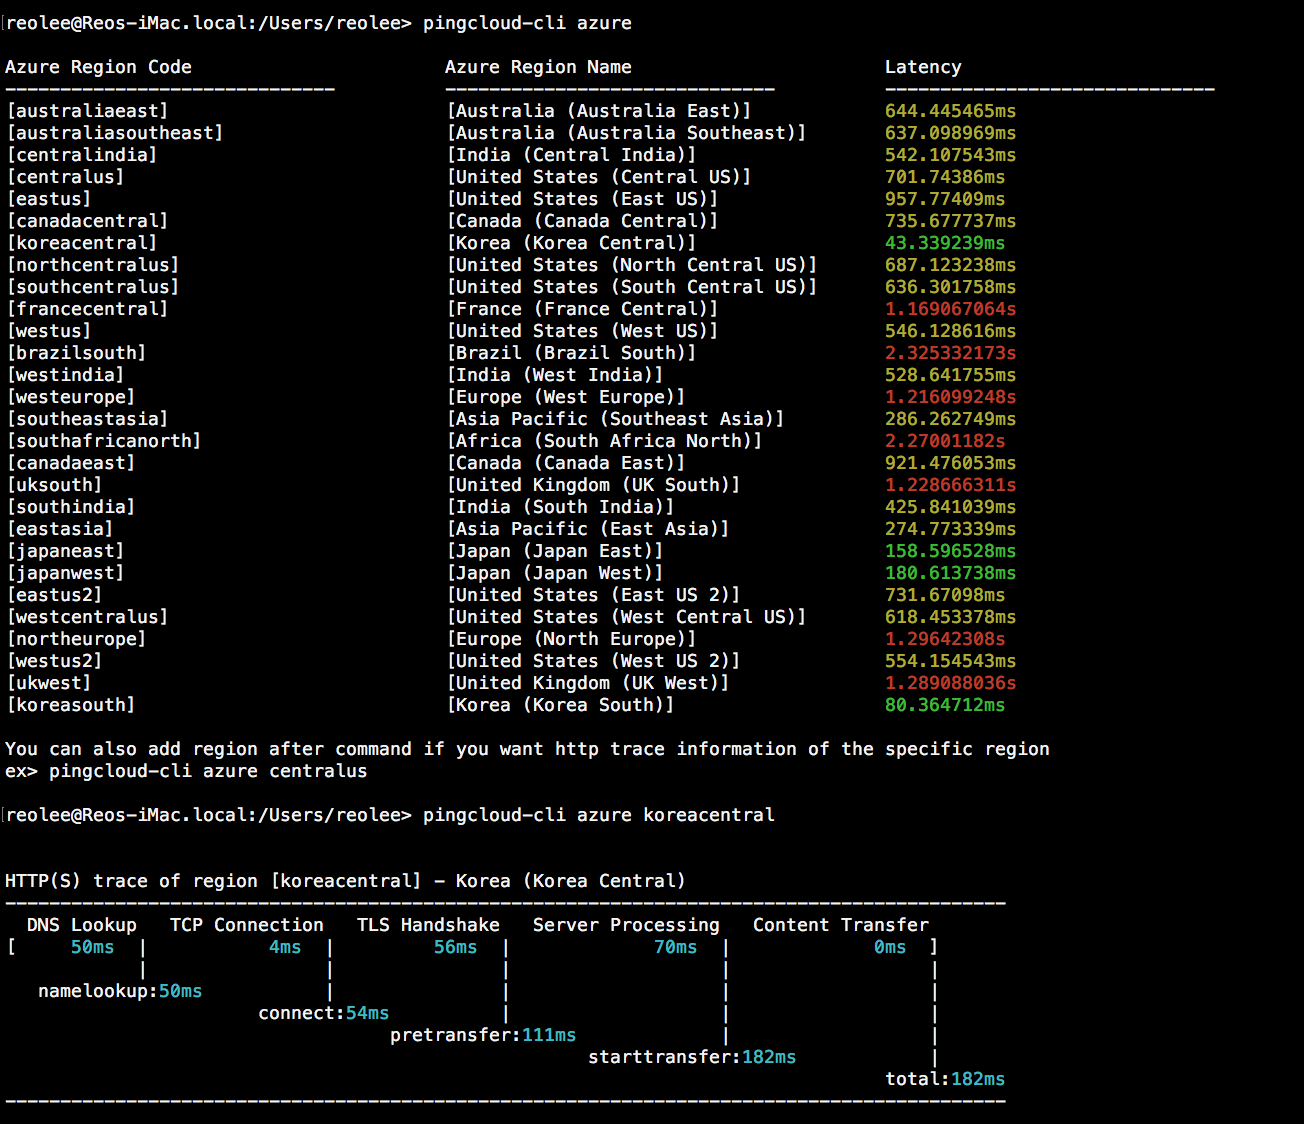 reolee@Reos-iMac.local:/Users/reolee> pingcloud-cli azure
Azure Region Code Azure Region Name Latency
------------------------------ ------------------------------ ------------------------------
[australiaeast] [Australia (Australia East)] 644.445465ms
[australiasoutheast] [Australia (Australia Southeast)] 637.098969ms
[centralindia] [India (Central India)] 542.107543ms
[centralus] [United States (Central US)] 701.74386ms
[eastus] [United States (East US)] 957.77409ms
[canadacentral] [Canada (Canada Central)] 735.677737ms
[koreacentral] [Korea (Korea Central)] 43.339239ms
[northcentralus] [United States (North Central US)] 687.123238ms
[southcentralus] [United States (South Central US)] 636.301758ms
[francecentral] [France (France Central)] 1.169067064s
[westus] [United States (West US)] 546.128616ms
[brazilsouth] [Brazil (Brazil South)] 2.325332173s
[westindia] [India (West India)] 528.641755ms
[westeurope] [Europe (West Europe)] 1.216099248s
[southeastasia] [Asia Pacific (Southeast Asia)] 286.262749ms
[southafricanorth] [Africa (South Africa North)] 2.27001182s
[canadaeast] [Canada (Canada East)] 921.476053ms
[uksouth] [United Kingdom (UK South)] 1.228666311s
[southindia] [India (South India)] 425.841039ms
[eastasia] [Asia Pacific (East Asia)] 274.773339ms
[japaneast] [Japan (Japan East)] 158.596528ms
[japanwest] [Japan (Japan West)] 180.613738ms
[eastus2] [United States (East US 2)] 731.67098ms
[westcentralus] [United States (West Central US)] 618.453378ms
[northeurope] [Europe (North Europe)] 1.29642308s
[westus2] [United States (West US 2)] 554.154543ms
[ukwest] [United Kingdom (UK West)] 1.289088036s
[koreasouth] [Korea (Korea South)] 80.364712ms
You can also add region after command if you want http trace information of the specific region
ex> pingcloud-cli azure centralus
reolee@Reos-iMac.local:/Users/reolee> pingcloud-cli azure koreacentral
HTTP(S) trace of region [koreacentral] - Korea (Korea Central)
-------------------------------------------------------------------------------------------
DNS Lookup TCP Connection TLS Handshake Server Processing Content Transfer
[ 50ms | 4ms | 56ms | 70ms | 0ms ]
| | | | |
namelookup:50ms | | | |
connect:54ms | | |
pretransfer:111ms | |
starttransfer:182ms |
total:182ms
-------------------------------------------------------------------------------------------